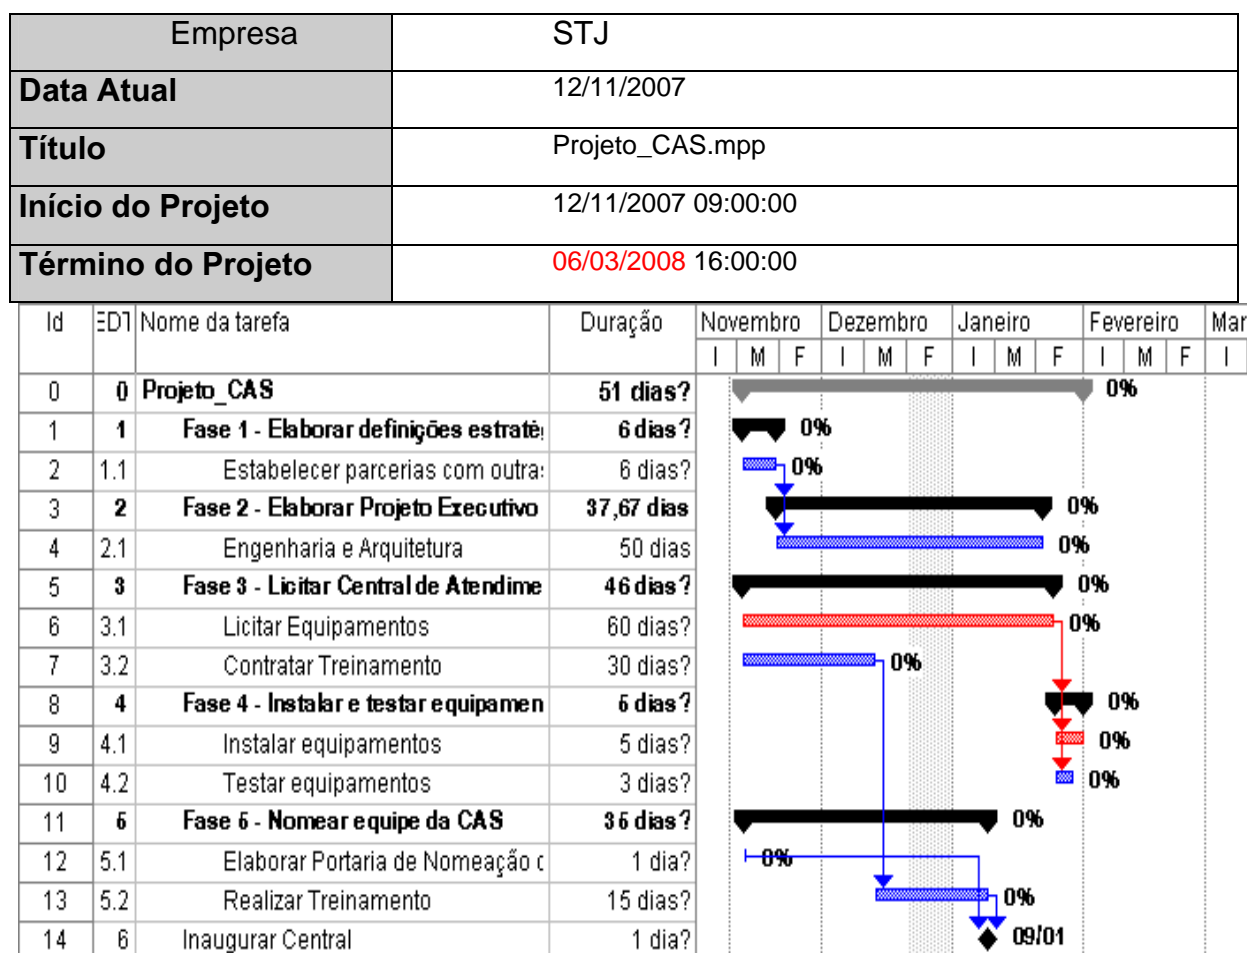 Empresa STJ
Data Atual 12/11/2007
Título Projeto_CAS.mpp
Início do Projeto 12/11/2007 09:00:00
Término do Projeto 06/03/2008 16:00:00
Id EDT Nome da tarefa Duração Novembro Dezembro Janeiro Fevereiro Mar
I M F I M F I M F I M F I
0 0 Projeto_CAS 51 dias? 0%
1 1 Fase 1 - Elaborar definições estraté 6 dias? 0%
2 1.1 Estabelecer parcerias com outra 6 dias? 0%
3 2 Fase 2 - Elaborar Projeto Executivo 37,67 dias 0%
4 2.1 Engenharia e Arquitetura 50 dias 0%
5 3 Fase 3 - Licitar Central de Atendime 46 dias? 0%
6 3.1 Licitar Equipamentos 60 dias? 0%
7 3.2 Contratar Treinamento 30 dias? 0%
8 4 Fase 4 - Instalar e testar equipamen 5 dias? 0%
9 4.1 Instalar equipamentos 5 dias? 0%
10 4.2 Testar equipamentos 3 dias? 0%
11 5 Fase 5 - Nomear equipe da CAS 35 dias? 0%
12 5.1 Elaborar Portaria de Nomeação d 1 dia? 0%
13 5.2 Realizar Treinamento 15 dias? 0%
14 6 Inaugurar Central 1 dia? 09/01